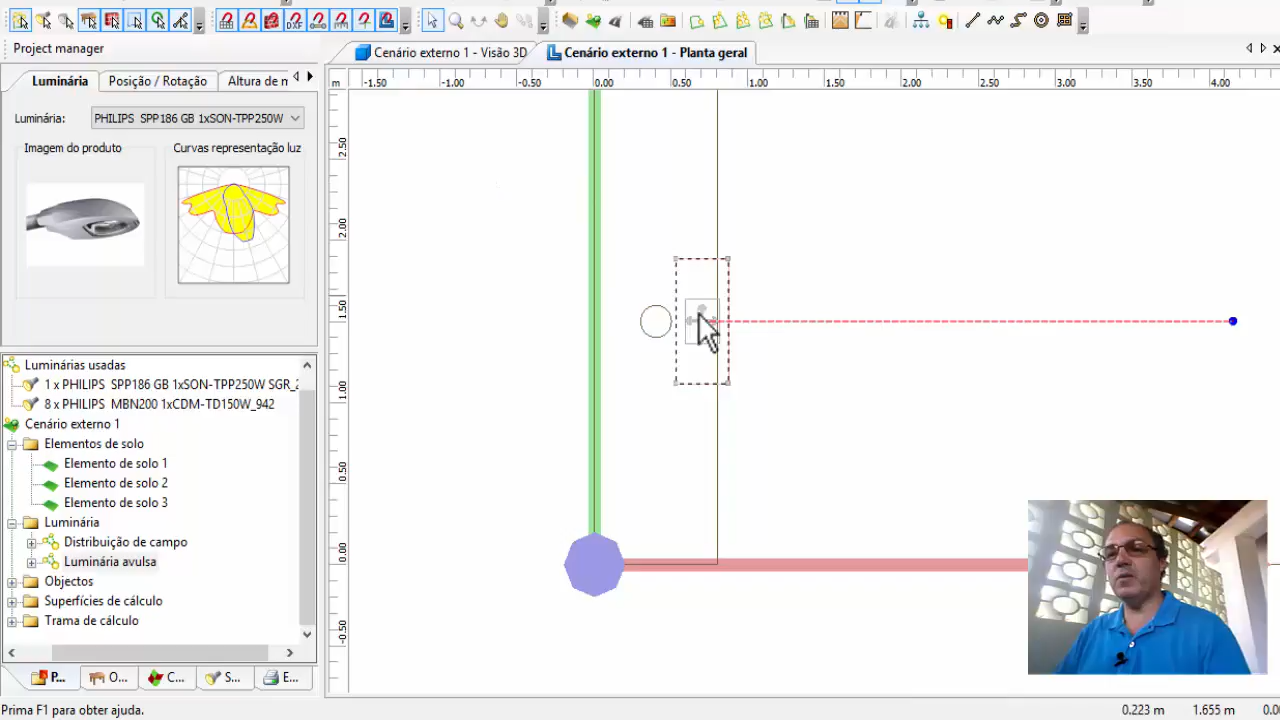 Project manager
Cenário externo 1 - Visão 3D
Cenário externo 1 - Planta geral
Luminária
Posição / Rotação
Altura de n
m
-1.50 -1.00 -0.50 0.00 0.50 1.00 1.50 2.00 2.50 3.00 3.50 4.00
Luminária:
PHILIPS SPP186 GB 1xSON-TPP250W
Imagem do produto
Curvas representação luz
2.50
2.00
1.50
1.00
0.50
0.00
-0.50
Luminárias usadas
1 x PHILIPS SPP186 GB 1xSON-TPP250W SGR_2
8 x PHILIPS MBN200 1xCDM-TD150W_942
Cenário externo 1
Elementos de solo
Elemento de solo 1
Elemento de solo 2
Elemento de solo 3
Luminária
Distribuição de campo
Luminária avulsa
Objectos
Superfícies de cálculo
Trama de cálculo
P...
O...
C...
S...
E...
Prima F1 para obter ajuda.
0.223 m
1.655 m